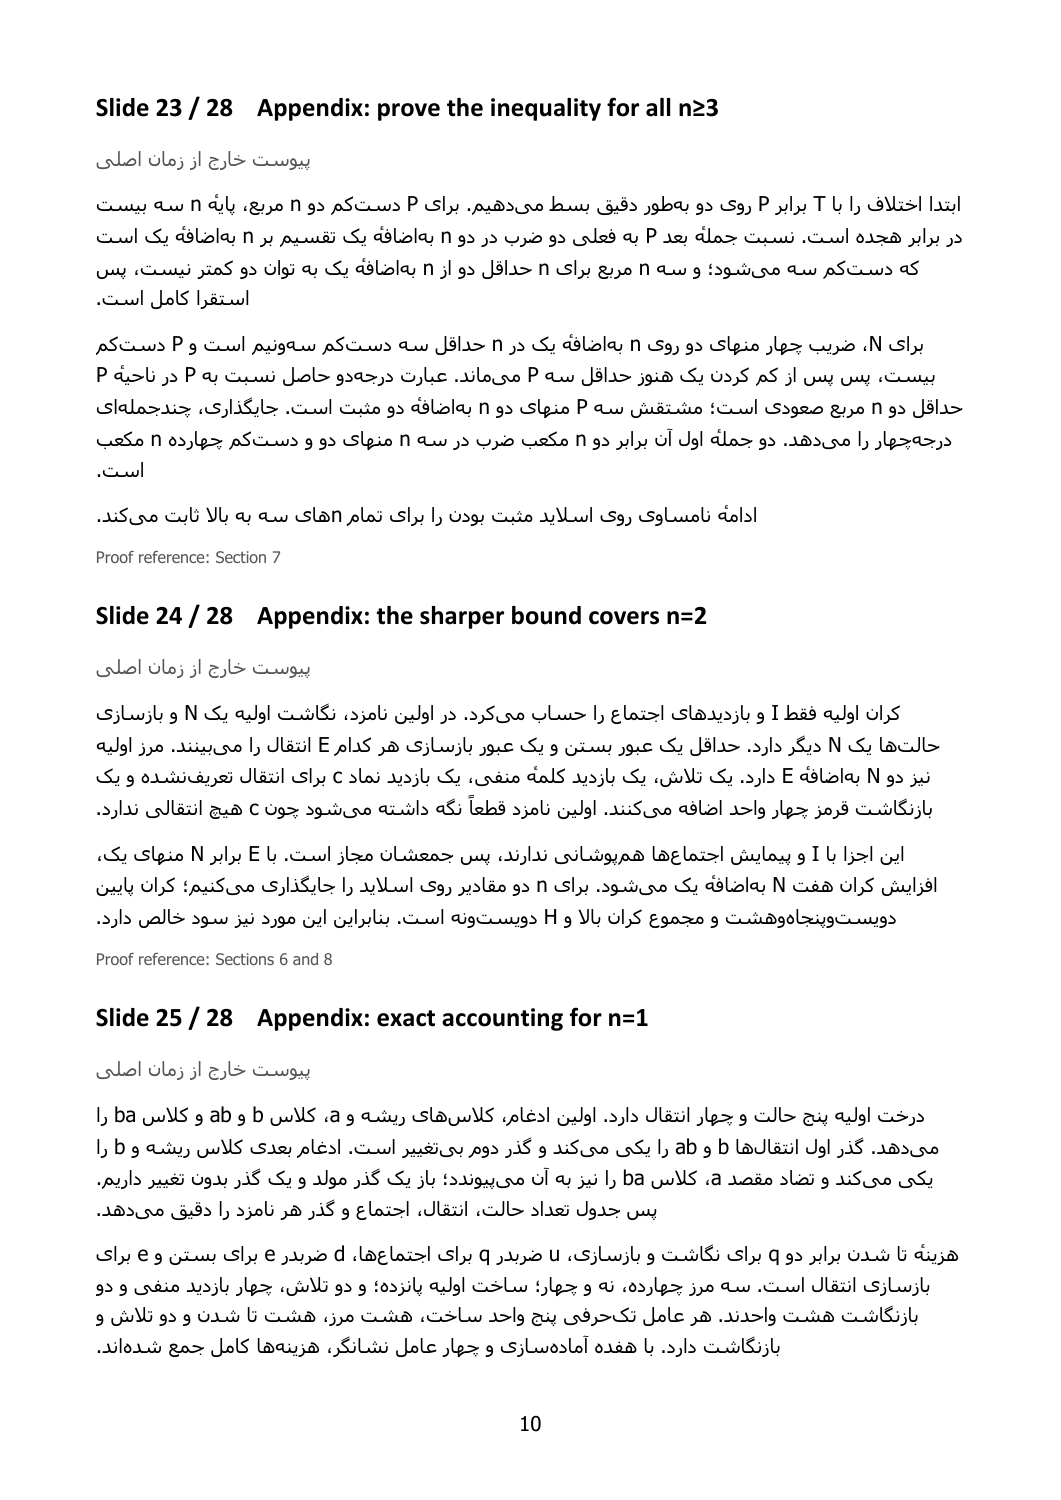 Slide 23 / 28 Appendix: prove the inequality for all n≥3
پیوست خارج از زمان اصلی
ابتدا اختلاف را با T برابر P روی دو به‌طور دقیق بسط می‌دهیم. برای P دست‌کم دو n مربع، پایهٔ n سه بیست
در برابر هجده است. نسبت جملهٔ بعد P به فعلی دو ضرب در دو n به‌اضافهٔ یک تقسیم بر n به‌اضافهٔ یک است
که دست‌کم سه می‌شود؛ و سه n مربع برای n حداقل دو از n به‌اضافهٔ یک به توان دو کمتر نیست، پس
استقرا کامل است.
برای N، ضریب چهار منهای دو روی n به‌اضافهٔ یک در n حداقل سه دست‌کم سه‌ونیم است و P دست‌کم
بیست، پس پس از کم کردن یک هنوز حداقل سه P می‌ماند. عبارت درجه‌دو حاصل نسبت به P در ناحیهٔ P
حداقل دو n مربع صعودی است؛ مشتقش سه P منهای دو n به‌اضافهٔ دو مثبت است. جایگذاری، چندجمله‌ای
درجه‌چهار را می‌دهد. دو جملهٔ اول آن برابر دو n مکعب ضرب در سه n منهای دو و دست‌کم چهارده n مکعب
است.
ادامهٔ نامساوی روی اسلاید مثبت بودن را برای تمام nهای سه به بالا ثابت می‌کند.
Proof reference: Section 7
Slide 24 / 28 Appendix: the sharper bound covers n=2
پیوست خارج از زمان اصلی
کران اولیه فقط I و بازدیدهای اجتماع را حساب می‌کرد. در اولین نامزد، نگاشت اولیه یک N و بازسازی
حالت‌ها یک N دیگر دارد. حداقل یک عبور بستن و یک عبور بازسازی هر کدام E انتقال را می‌بینند. مرز اولیه
نیز دو N به‌اضافهٔ E دارد. یک تلاش، یک بازدید کلمهٔ منفی، یک بازدید نماد c برای انتقال تعریف‌نشده و یک
بازنگاشت قرمز چهار واحد اضافه می‌کنند. اولین نامزد قطعاً نگه داشته می‌شود چون c هیچ انتقالی ندارد.
این اجزا با I و پیمایش اجتماع‌ها هم‌پوشانی ندارند، پس جمعشان مجاز است. با E برابر N منهای یک،
افزایش کران هفت N به‌اضافهٔ یک می‌شود. برای n دو مقادیر روی اسلاید را جایگذاری می‌کنیم؛ کران پایین
دویست‌وپنجاه‌وهشت و مجموع کران بالا و H دویست‌ونه است. بنابراین این مورد نیز سود خالص دارد.
Proof reference: Sections 6 and 8
Slide 25 / 28 Appendix: exact accounting for n=1
پیوست خارج از زمان اصلی
درخت اولیه پنج حالت و چهار انتقال دارد. اولین ادغام، کلاس‌های ریشه و a، کلاس b و ab و کلاس ba را
می‌دهد. گذر اول انتقال‌ها b و ab را یکی می‌کند و گذر دوم بی‌تغییر است. ادغام بعدی کلاس ریشه و b را
یکی می‌کند و تضاد مقصد a، کلاس ba را نیز به آن می‌پیوندد؛ باز یک گذر مولد و یک گذر بدون تغییر داریم.
پس جدول تعداد حالت، انتقال، اجتماع و گذر هر نامزد را دقیق می‌دهد.
هزینهٔ تا شدن برابر دو q برای نگاشت و بازسازی، u ضربدر q برای اجتماع‌ها، d ضربدر e برای بستن و e برای
بازسازی انتقال است. سه مرز چهارده، نه و چهار؛ ساخت اولیه پانزده؛ و دو تلاش، چهار بازدید منفی و دو
بازنگاشت هشت واحدند. هر عامل تک‌حرفی پنج واحد ساخت، هشت مرز، هشت تا شدن و دو تلاش و
بازنگاشت دارد. با هفده آماده‌سازی و چهار عامل نشانگر، هزینه‌ها کامل جمع شده‌اند.
10